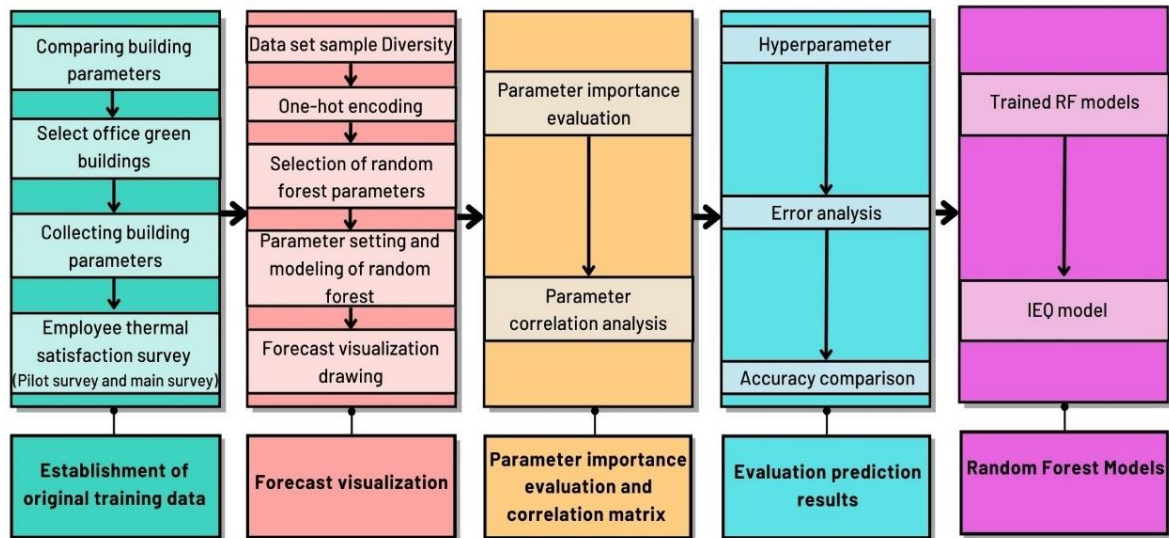 Comparing building
parameters
Select office green
buildings
Collecting building
parameters
Employee thermal
satisfaction survey
(Pilot survey and main survey)
Establishment of
original training data
Data set sample Diversity
One-hot encoding
Selection of random
forest parameters
Parameter setting and
modeling of random
forest
Forecast visualization
drawing
Forecast visualization
Parameter importance
evaluation
Parameter
correlation analysis
Parameter importance
evaluation and
correlation matrix
Hyperparameter
Error analysis
Accuracy comparison
Evaluation prediction
results
Trained RF models
IEQ model
Random Forest Models